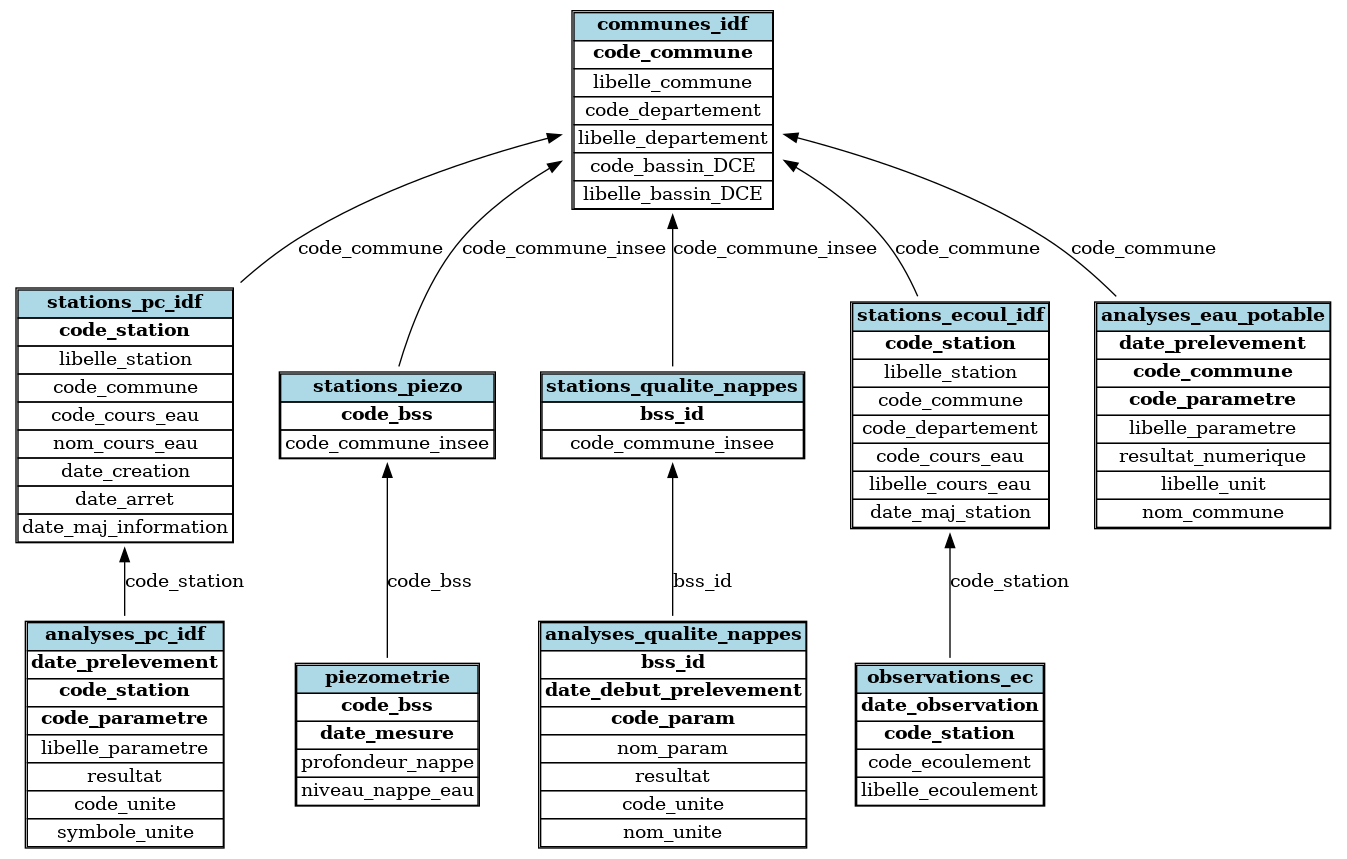 communes_idf
code_commune
libelle_commune
code_departement
libelle_departement
code_bassin_DCE
libelle_bassin_DCE
code_commune
code_commune_insee
code_commune_insee
code_commune
code_commune
stations_pc_idf
code_station
libelle_station
code_commune
code_cours_eau
nom_cours_eau
date_creation
date_arret
date_maj_information
stations_piezo
code_bss
code_commune_insee
stations_qualite_nappes
bss_id
code_commune_insee
stations_ecoul_idf
code_station
libelle_station
code_commune
code_departement
code_cours_eau
libelle_cours_eau
date_maj_station
analyses_eau_potable
date_prelevement
code_commune
code_parametre
libelle_parametre
resultat_numerique
libelle_unit
nom_commune
code_station
code_bss
bss_id
code_station
analyses_pc_idf
date_prelevement
code_station
code_parametre
libelle_parametre
resultat
code_unite
symbole_unite
piezometrie
code_bss
date_mesure
profondeur_nappe
niveau_nappe_eau
analyses_qualite_nappes
bss_id
date_debut_prelevement
code_param
nom_param
resultat
code_unite
nom_unite
observations_ec
date_observation
code_station
code_ecoulement
libelle_ecoulement